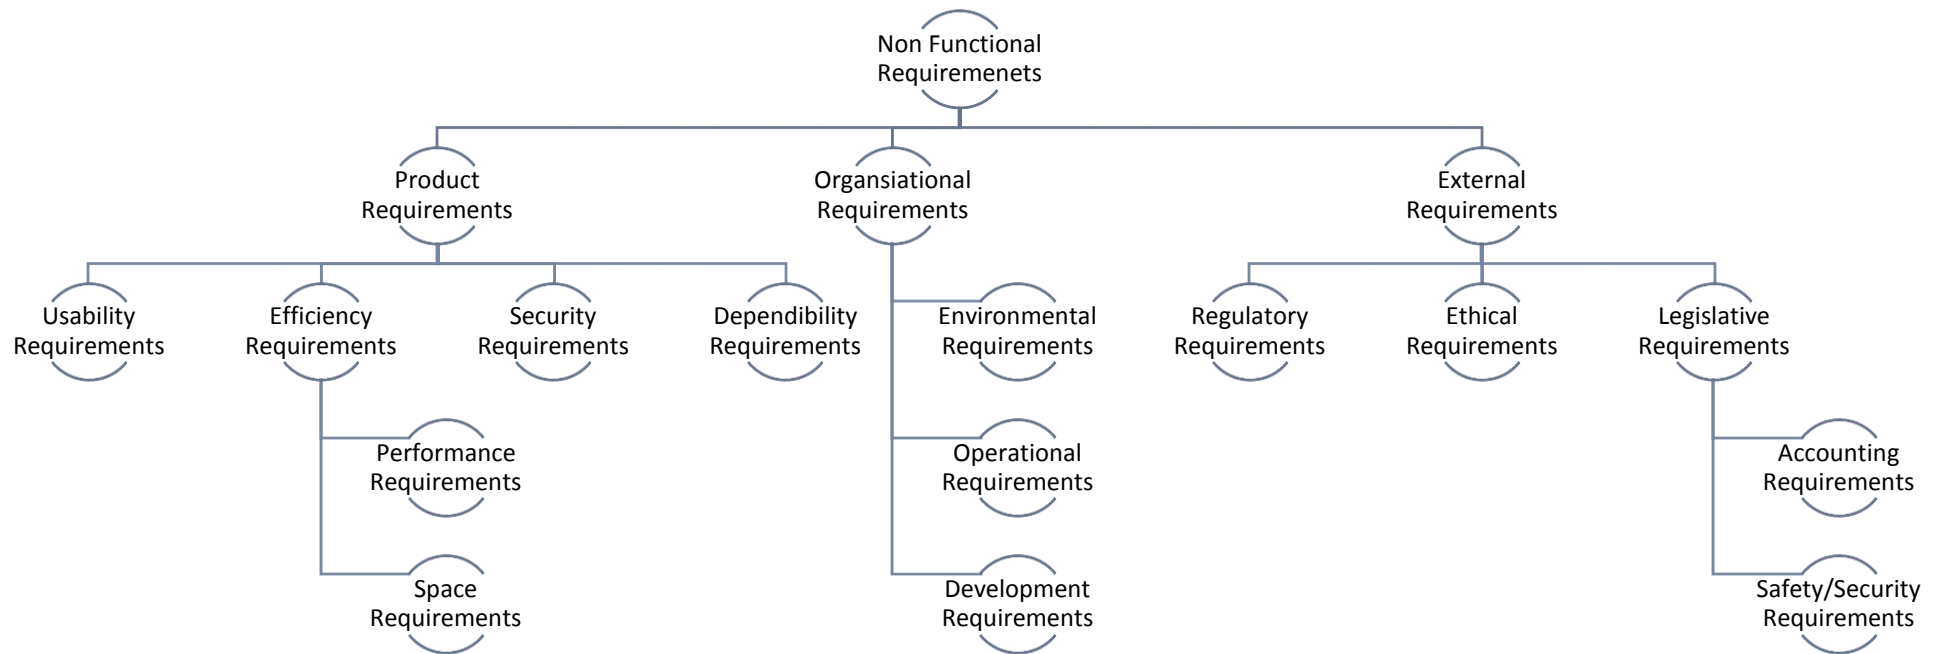 Non Functional
Requiremenets
Product
Requirements
Organsiational
Requirements
External
Requirements
Usability
Requirements
Efficiency
Requirements
Security
Requirements
Dependibility
Requirements
Environmental
Requirements
Regulatory
Requirements
Ethical
Requirements
Legislative
Requirements
Performance
Requirements
Operational
Requirements
Accounting
Requirements
Space
Requirements
Development
Requirements
Safety/Security
Requirements